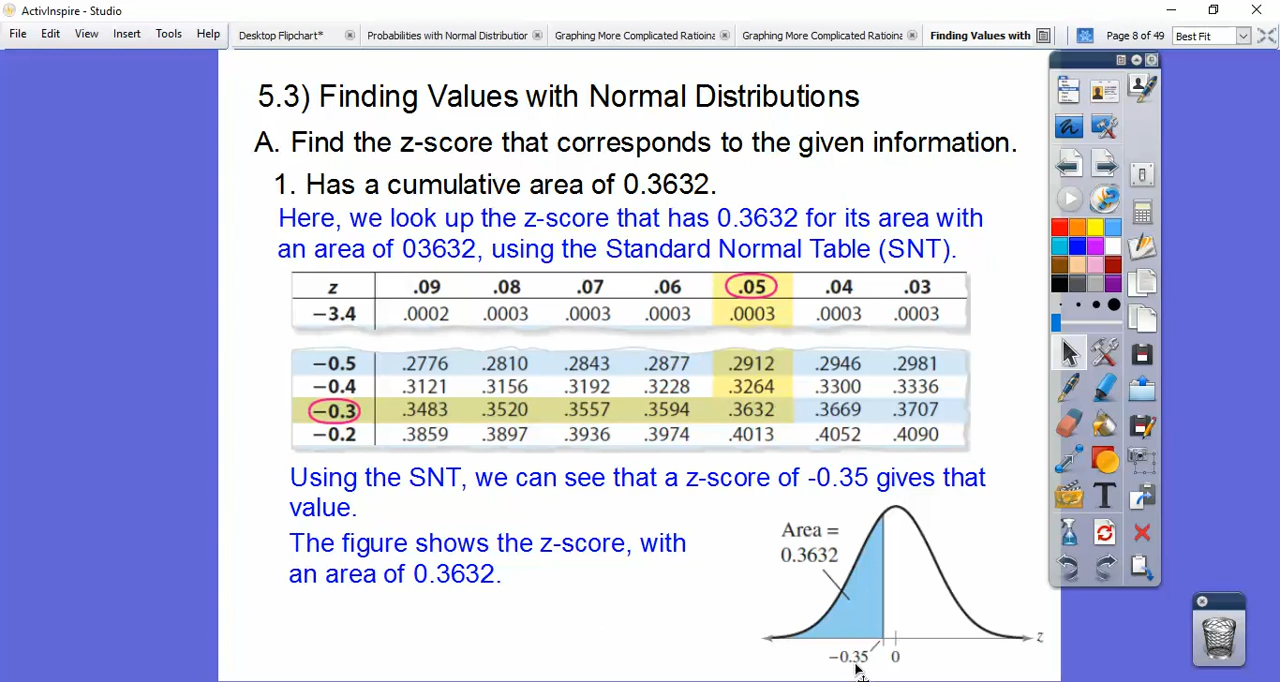 ActivInspire - Studio
File Edit View Insert Tools Help
Desktop Flipchart* Probabilities with Normal Distribution Graphing More Complicated Rationa Graphing More Complicated Rationa Finding Values with Page 8 of 49 Best Fit
5.3) Finding Values with Normal Distributions
A. Find the z-score that corresponds to the given information.
1. Has a cumulative area of 0.3632.
Here, we look up the z-score that has 0.3632 for its area with
an area of 03632, using the Standard Normal Table (SNT).
z .09 .08 .07 .06 .05 .04 .03
−3.4 .0002 .0003 .0003 .0003 .0003 .0003 .0003
−0.5 .2776 .2810 .2843 .2877 .2912 .2946 .2981
−0.4 .3121 .3156 .3192 .3228 .3264 .3300 .3336
−0.3 .3483 .3520 .3557 .3594 .3632 .3669 .3707
−0.2 .3859 .3897 .3936 .3974 .4013 .4052 .4090
Using the SNT, we can see that a z-score of -0.35 gives that
value.
The figure shows the z-score, with
an area of 0.3632.
Area =
0.3632
z
−0.35 0
T